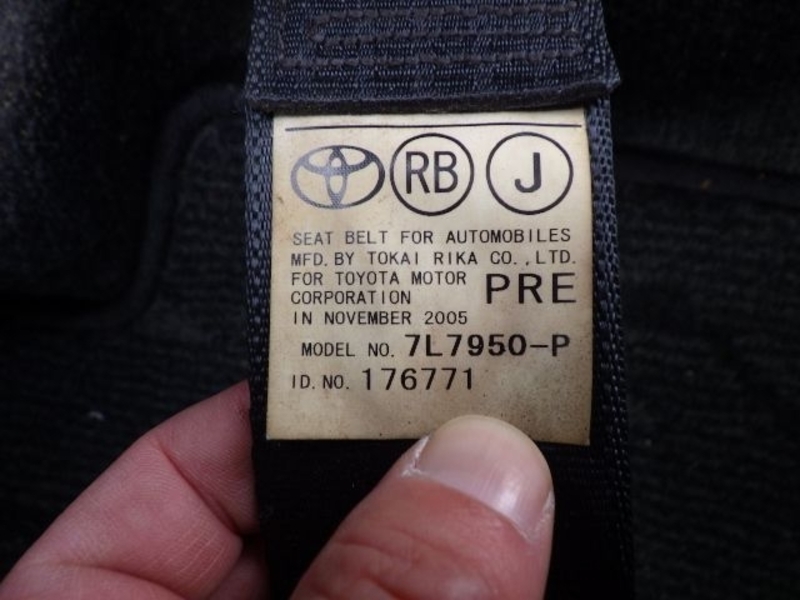 RB J
SEAT BELT FOR AUTOMOBILES
MFD. BY TOKAI RIKA CO.,LTD.
FOR TOYOTA MOTOR
CORPORATION PRE
IN NOVEMBER 2005
MODEL NO. 7L7950-P
ID. NO. 176771